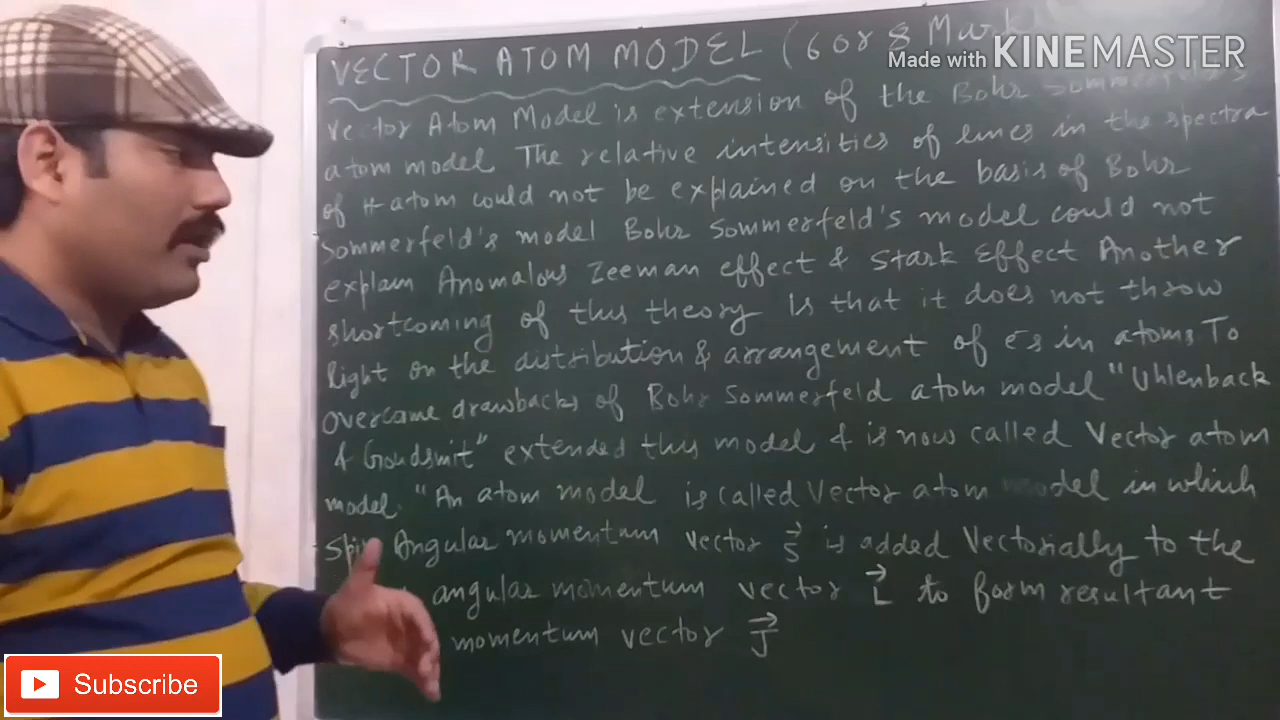 VECTOR ATOM MODEL (6 or 8 Mark
Made with KINEMASTER
Vector Atom Model is extension of the Bohr Sommerfeld's
atom model The relative intensities of lines in the spectra
of H atom could not be explained on the basis of Bohr
Sommerfeld's model Bohr Sommerfeld's model could not
explain Anomalous Zeeman effect & Stark Effect Another
shortcoming of this theory Is that it does not throw
light on the distribution & arrangement of e̅s in atoms To
overcome drawbacks of Bohr Sommerfeld atom model "Uhlenback
& Goudsmit" extended this model & is now called Vector atom
model. "An atom model is called Vector atom model in which
Spin Angular momentum vector S⃗ is added Vectorially to the
angular momentum vector L⃗ to form resultant
momentum vector J⃗
Subscribe